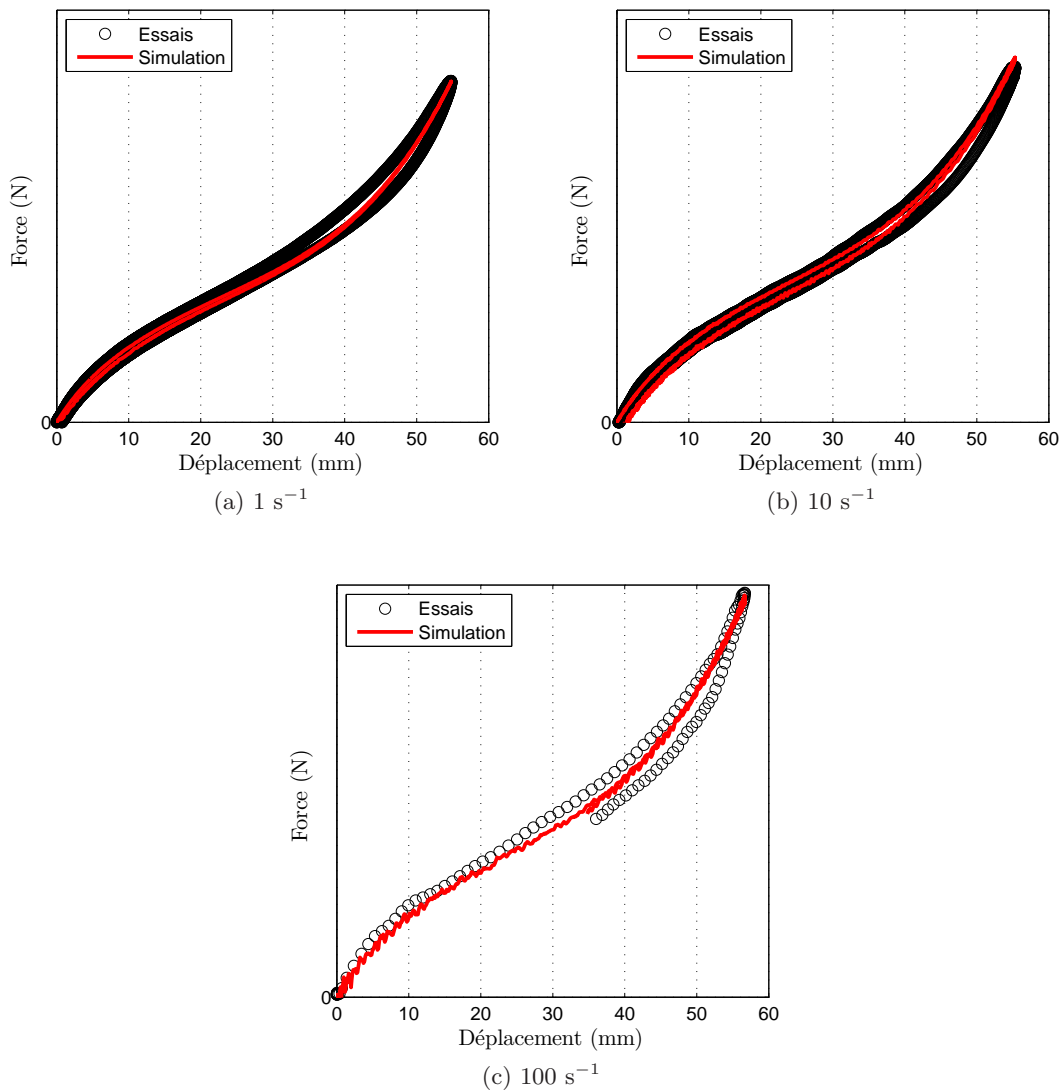 Essais
Simulation
Force (N)
0
0 10 20 30 40 50 60
Déplacement (mm)
(a) 1 s⁻¹
Essais
Simulation
Force (N)
0
0 10 20 30 40 50 60
Déplacement (mm)
(b) 10 s⁻¹
Essais
Simulation
Force (N)
0
0 10 20 30 40 50 60
Déplacement (mm)
(c) 100 s⁻¹